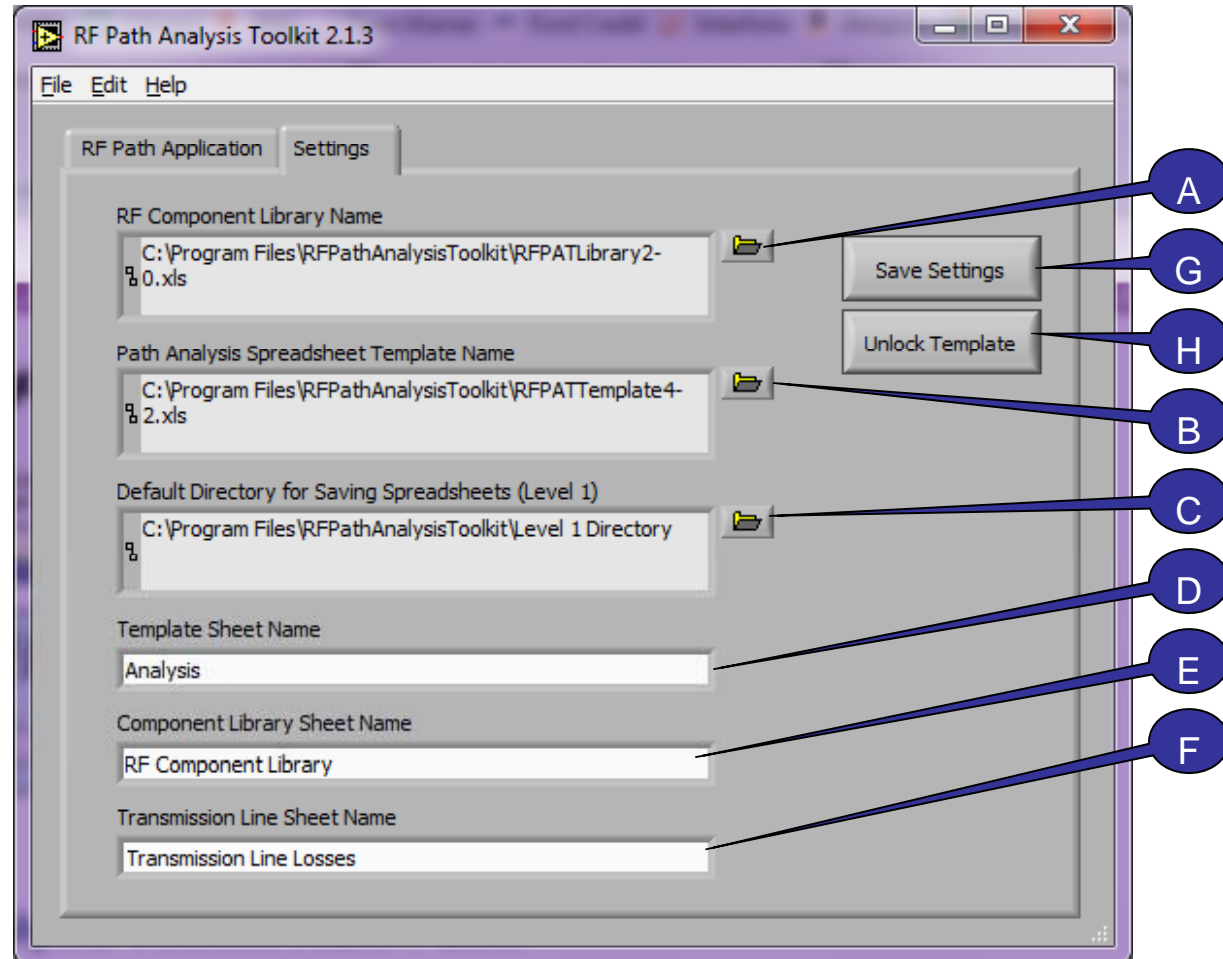 RF Path Analysis Toolkit 2.1.3
File Edit Help
RF Path Application Settings
RF Component Library Name
C:\Program Files\RFPathAnalysisToolkit\RFPATLibrary2-
0.xls
A
Save Settings
G
Path Analysis Spreadsheet Template Name
Unlock Template
H
C:\Program Files\RFPathAnalysisToolkit\RFPATTemplate4-
2.xls
B
Default Directory for Saving Spreadsheets (Level 1)
C:\Program Files\RFPathAnalysisToolkit\Level 1 Directory
C
Template Sheet Name
D
Analysis
Component Library Sheet Name
E
RF Component Library
Transmission Line Sheet Name
F
Transmission Line Losses